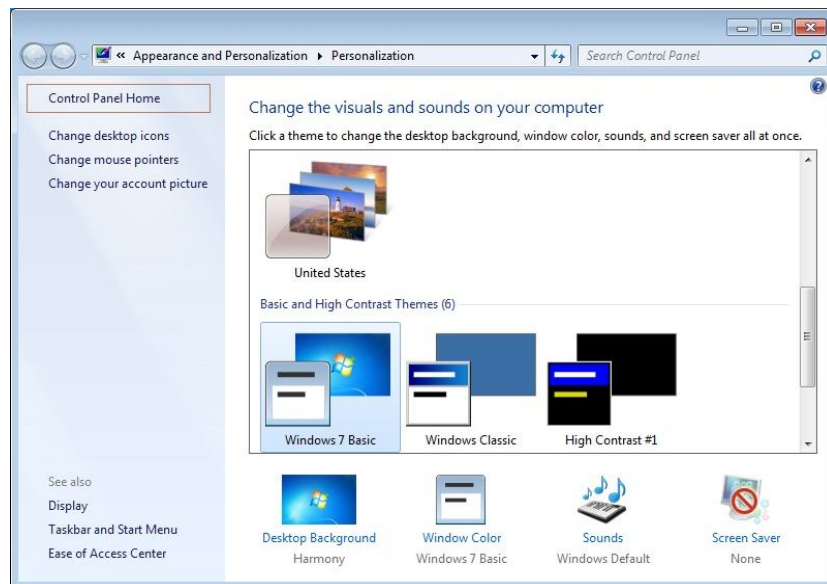 « Appearance and Personalization ▸ Personalization
Search Control Panel
Control Panel Home
Change desktop icons
Change mouse pointers
Change your account picture
See also
Display
Taskbar and Start Menu
Ease of Access Center
Change the visuals and sounds on your computer
Click a theme to change the desktop background, window color, sounds, and screen saver all at once.
United States
Basic and High Contrast Themes (6)
Windows 7 Basic
Windows Classic
High Contrast #1
Desktop Background
Harmony
Window Color
Windows 7 Basic
Sounds
Windows Default
Screen Saver
None